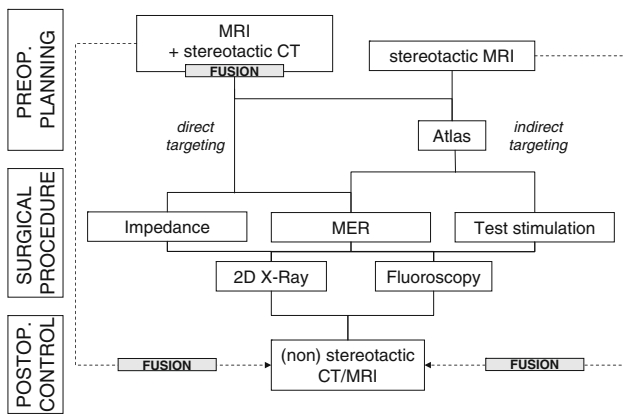 PREOP.
PLANNING
MRI
+ stereotactic CT
FUSION
stereotactic MRI
direct
targeting
Atlas
indirect
targeting
SURGICAL
PROCEDURE
Impedance
MER
Test stimulation
2D X-Ray
Fluoroscopy
POSTOP.
CONTROL
FUSION
(non) stereotactic
CT/MRI
FUSION